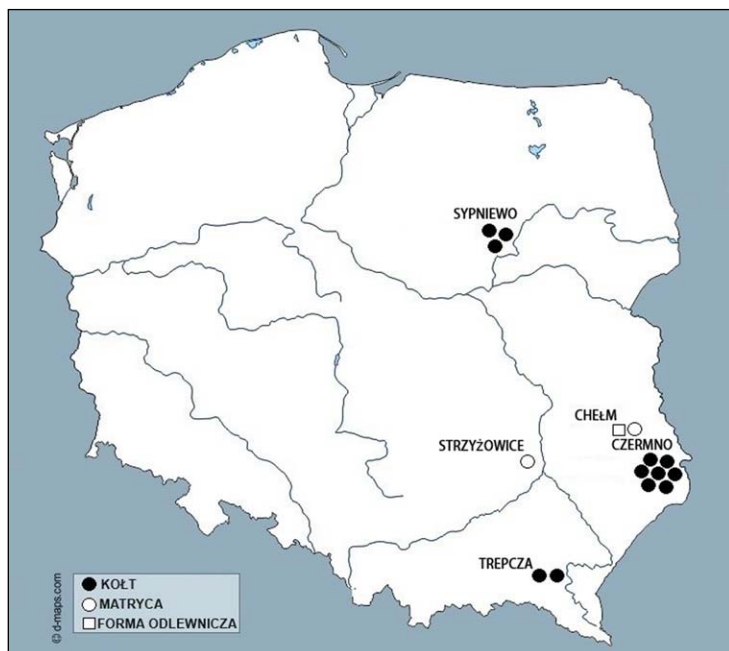 SYPNIEWO
CHEŁM
CZERMNO
STRZYŻOWICE
TREPCZA
KOŁT
MATRYCA
FORMA ODLEWNICZA
© d-maps.com